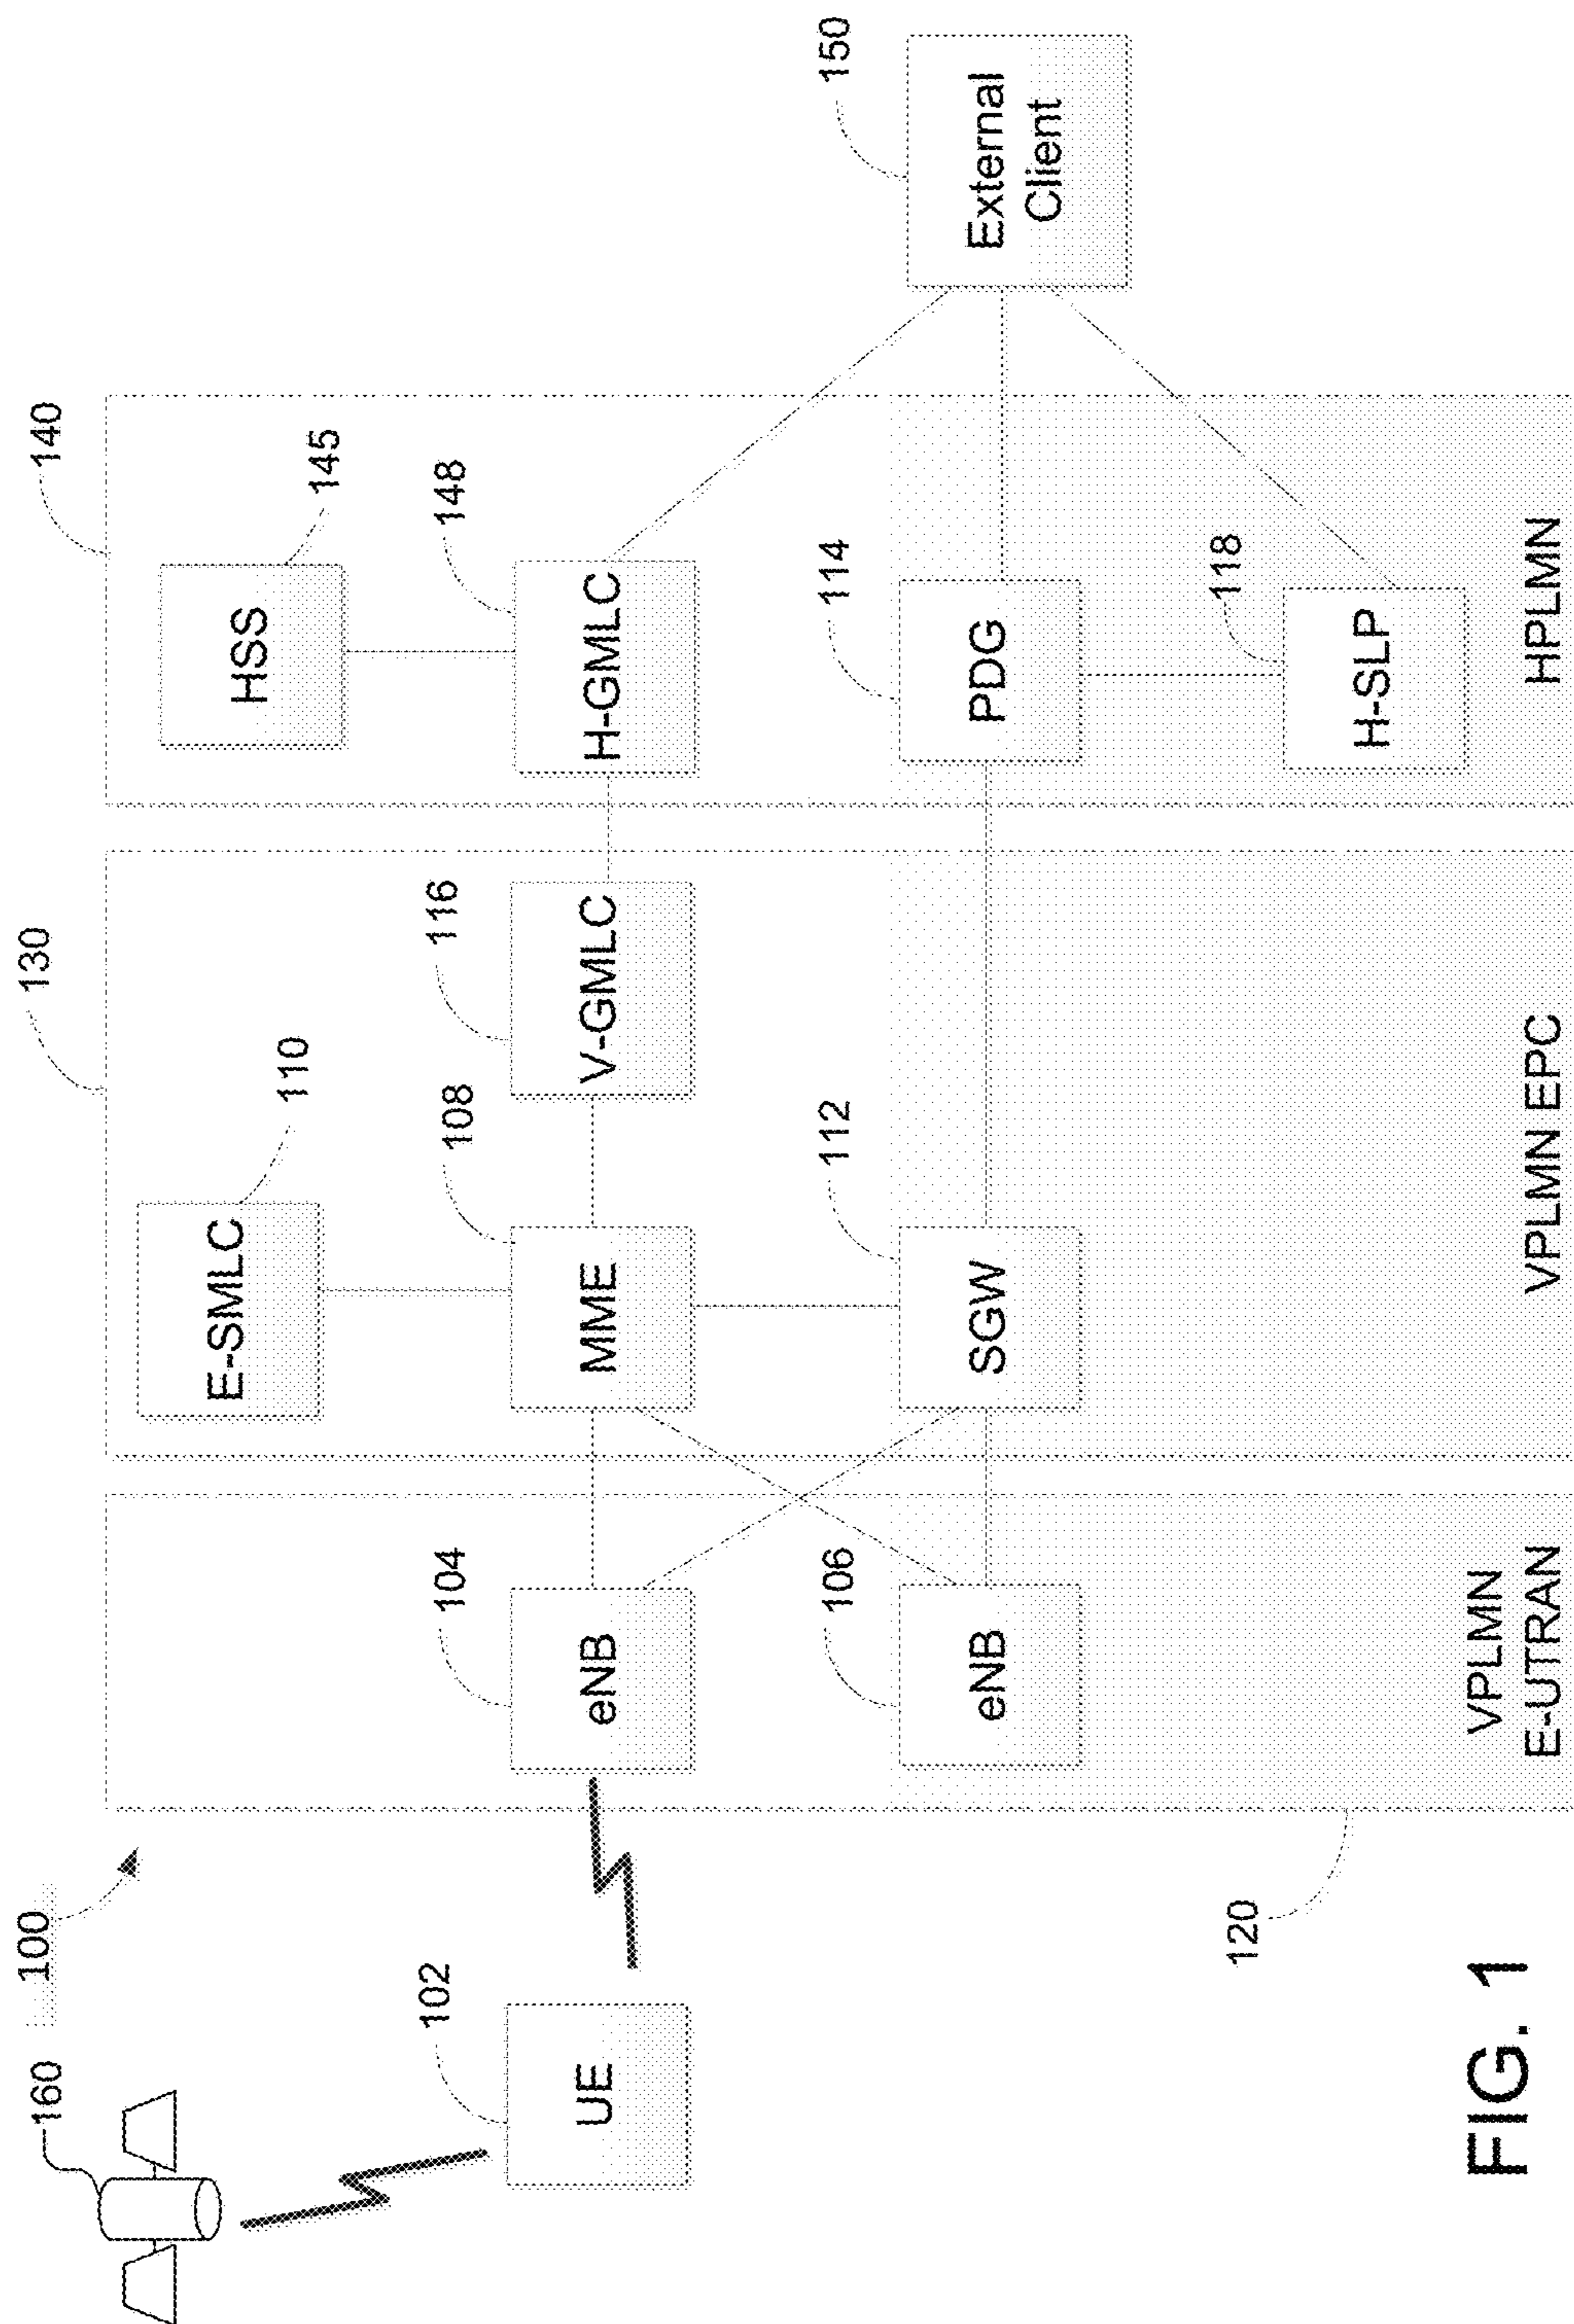 100
160
102
UE
120
104
eNB
106
eNB
VPLMN
E-UTRAN
130
110
E-SMLC
108
MME
116
V-GMLC
112
SGW
VPLMN EPC
140
145
HSS
148
H-GMLC
114
PDG
118
H-SLP
HPLMN
150
External
Client
FIG. 1